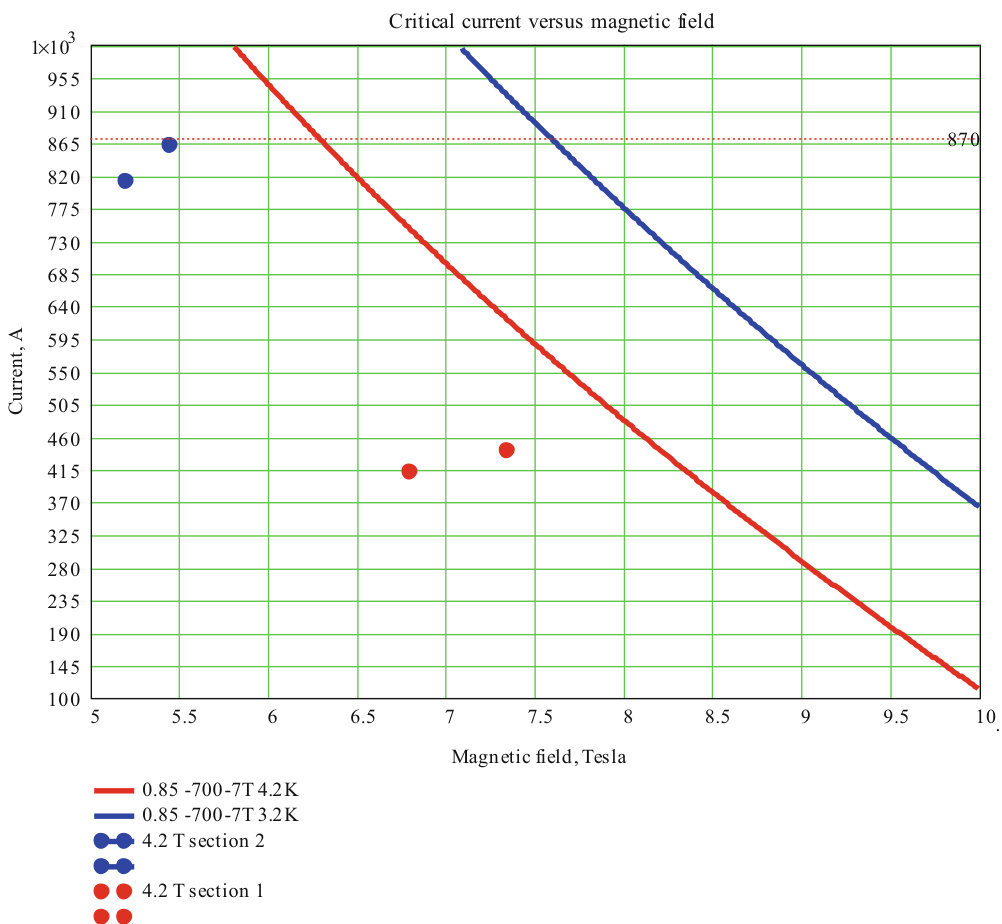 Critical current versus magnetic field
1×10³
955
910
865
820
775
730
685
640
595
550
505
460
415
370
325
280
235
190
145
100
870
Current, A
5 5.5 6 6.5 7 7.5 8 8.5 9 9.5 10
Magnetic field, Tesla
0.85 -700-7T 4.2K
0.85 -700-7T 3.2K
4.2 T section 2
4.2 T section 1